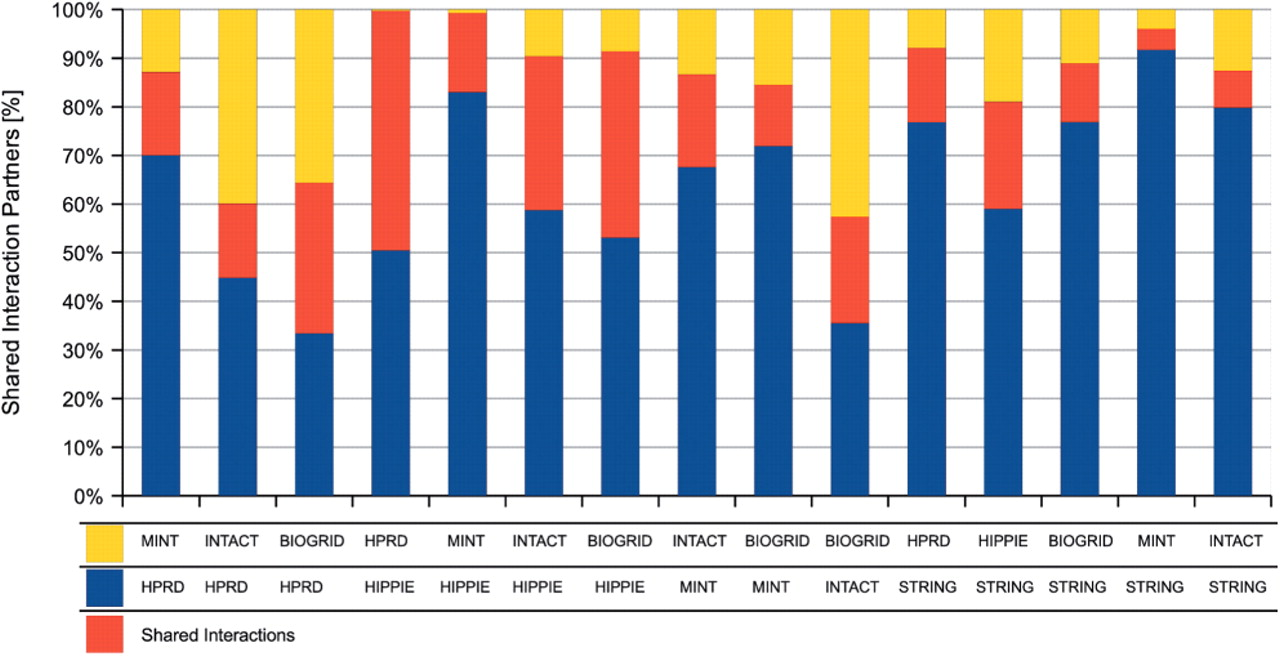 Shared Interaction Partners [%]
100%
90%
80%
70%
60%
50%
40%
30%
20%
10%
0%
MINT INTACT BIOGRID HPRD MINT INTACT BIOGRID INTACT BIOGRID BIOGRID HPRD HIPPIE BIOGRID MINT INTACT
HPRD HPRD HPRD HIPPIE HIPPIE HIPPIE HIPPIE MINT MINT INTACT STRING STRING STRING STRING STRING
Shared Interactions